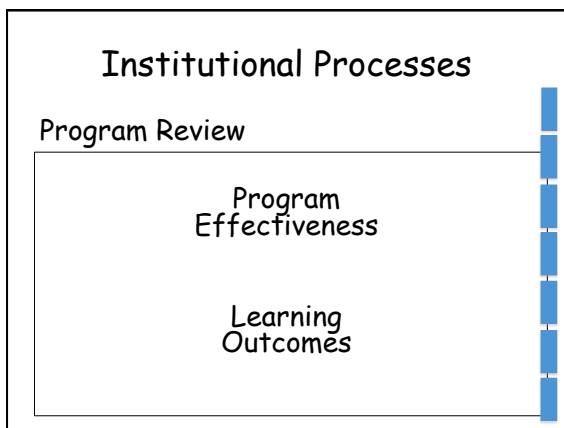 Institutional Processes
Program Review
Program
Effectiveness
Learning
Outcomes